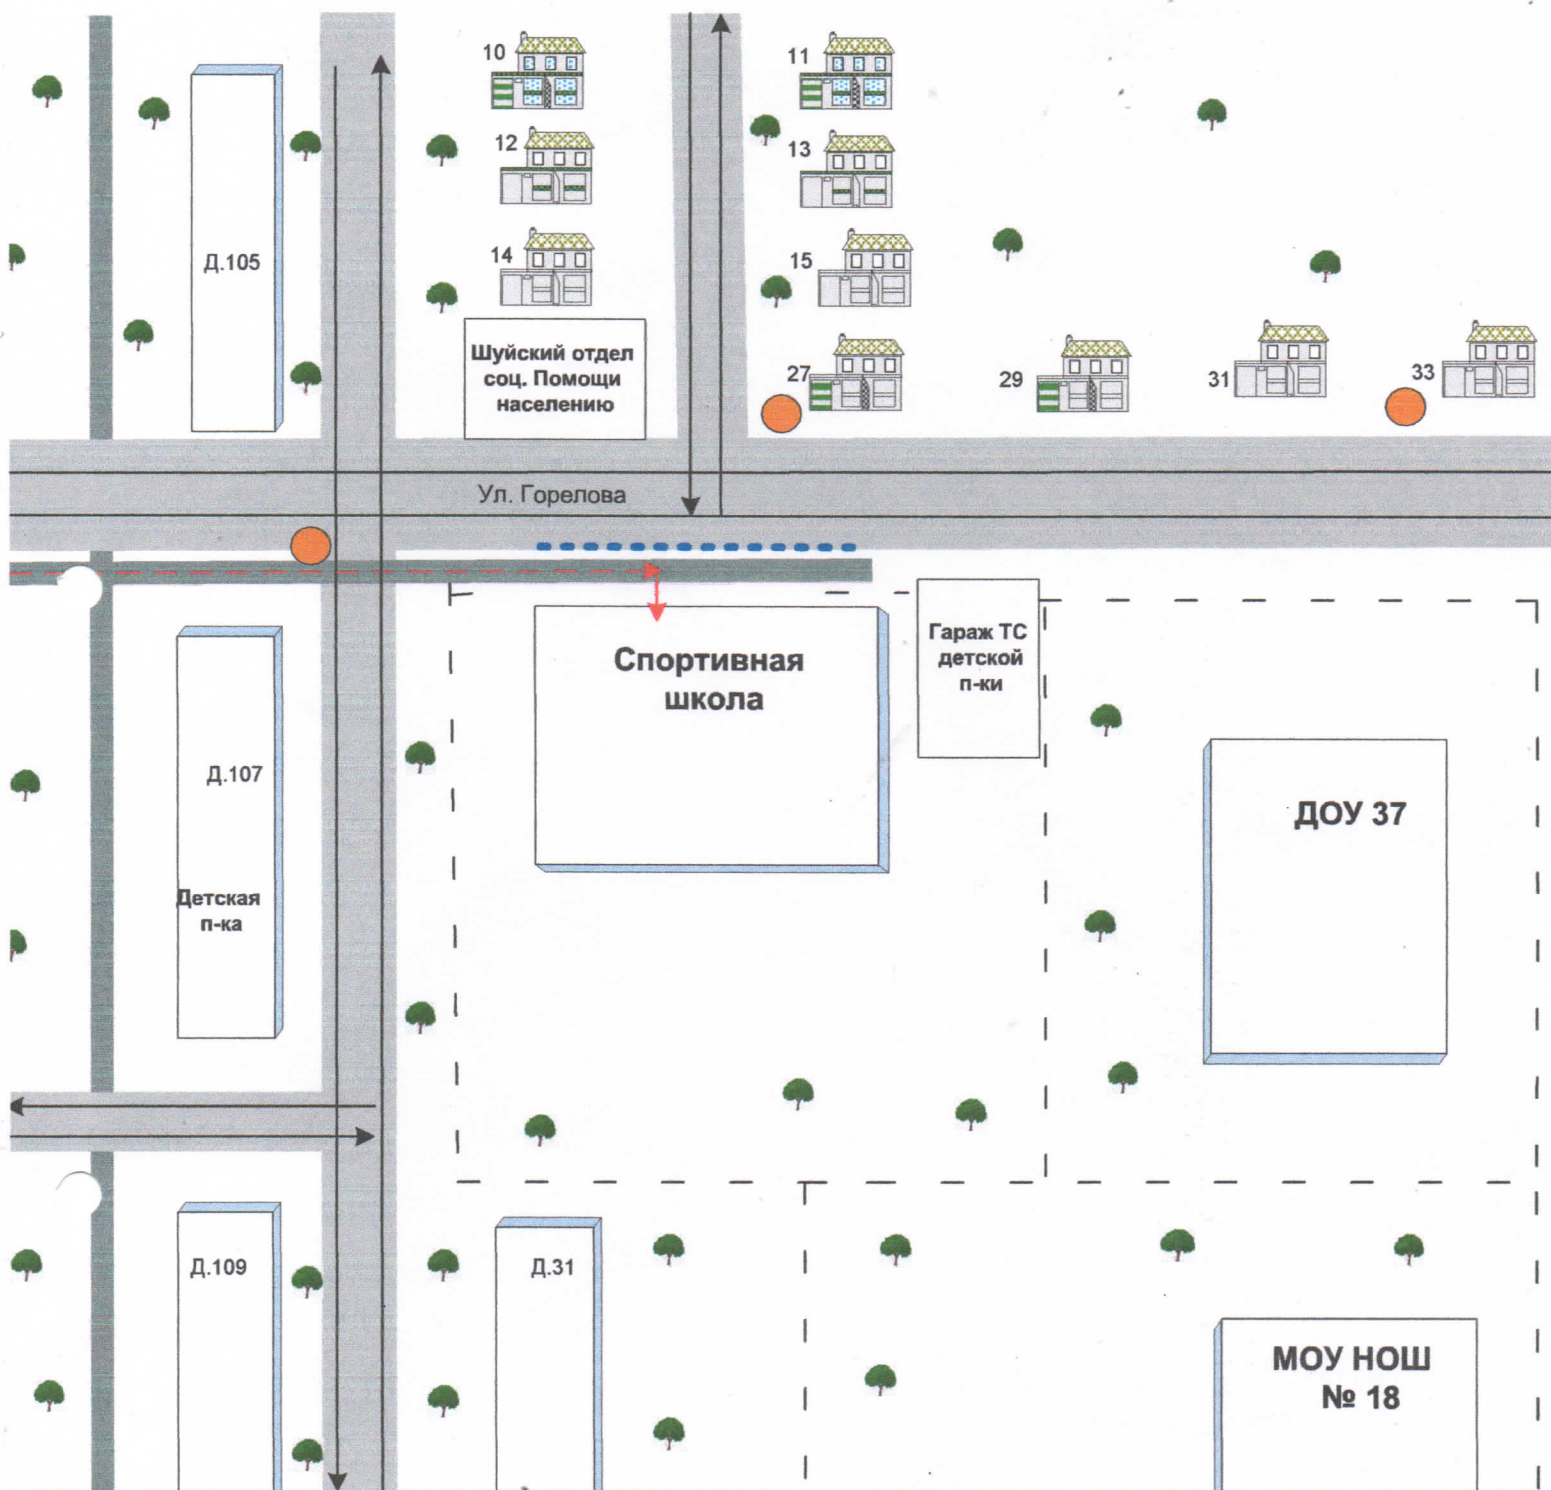 10
11
12
13
14
15
Д.105
Шуйский отдел
соц. Помощи
населению
27
29
31
33
Ул. Горелова
Спортивная
школа
Гараж ТС
детской
п-ки
Д.107
ДОУ 37
Детская
п-ка
Д.109
Д.31
МОУ НОШ
№ 18